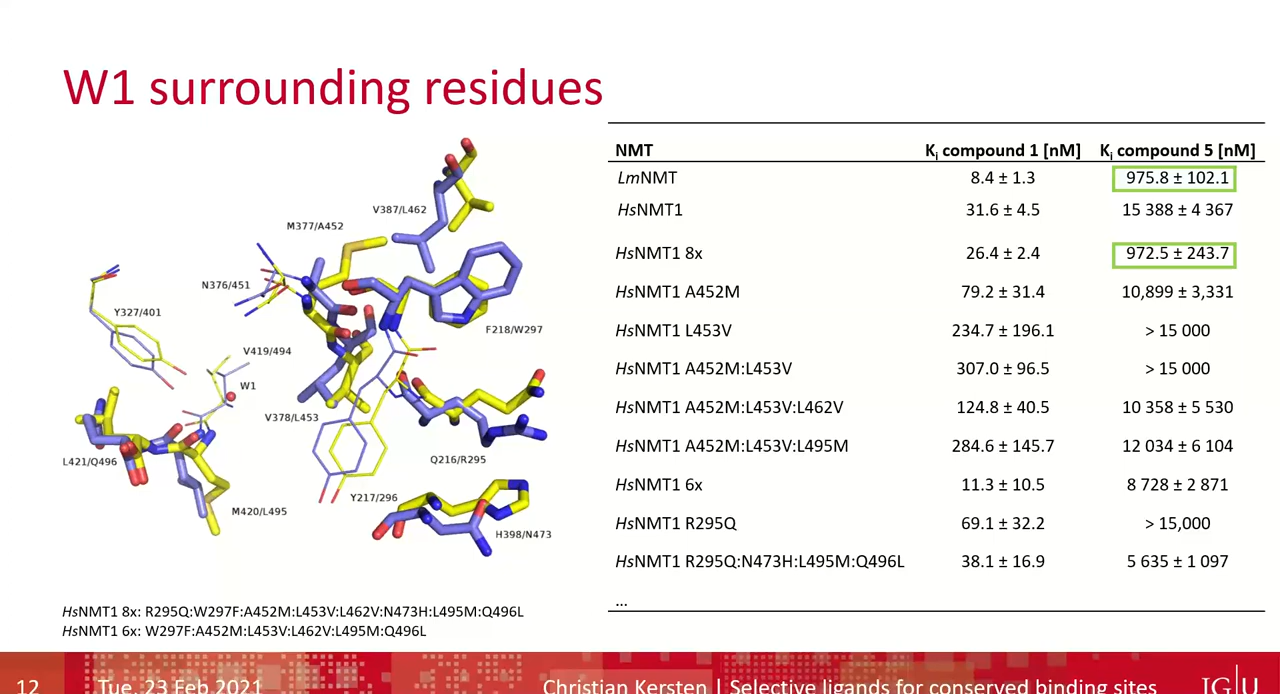 W1 surrounding residues
V387/L462
M377/A452
N376/451
Y327/401
F218/W297
V419/494
W1
V378/L453
L421/Q496
Q216/R295
M420/L495
Y217/296
H398/N473
NMT Ki compound 1 [nM] Ki compound 5 [nM]
LmNMT 8.4 ± 1.3 975.8 ± 102.1
HsNMT1 31.6 ± 4.5 15 388 ± 4 367
HsNMT1 8x 26.4 ± 2.4 972.5 ± 243.7
HsNMT1 A452M 79.2 ± 31.4 10,899 ± 3,331
HsNMT1 L453V 234.7 ± 196.1 > 15 000
HsNMT1 A452M:L453V 307.0 ± 96.5 > 15 000
HsNMT1 A452M:L453V:L462V 124.8 ± 40.5 10 358 ± 5 530
HsNMT1 A452M:L453V:L495M 284.6 ± 145.7 12 034 ± 6 104
HsNMT1 6x 11.3 ± 10.5 8 728 ± 2 871
HsNMT1 R295Q 69.1 ± 32.2 > 15,000
HsNMT1 R295Q:N473H:L495M:Q496L 38.1 ± 16.9 5 635 ± 1 097
...
HsNMT1 8x: R295Q:W297F:A452M:L453V:L462V:N473H:L495M:Q496L
HsNMT1 6x: W297F:A452M:L453V:L462V:L495M:Q496L
12 Tue, 23 Feb 2021 Christian Kersten | Selective ligands for conserved binding sites JG|U